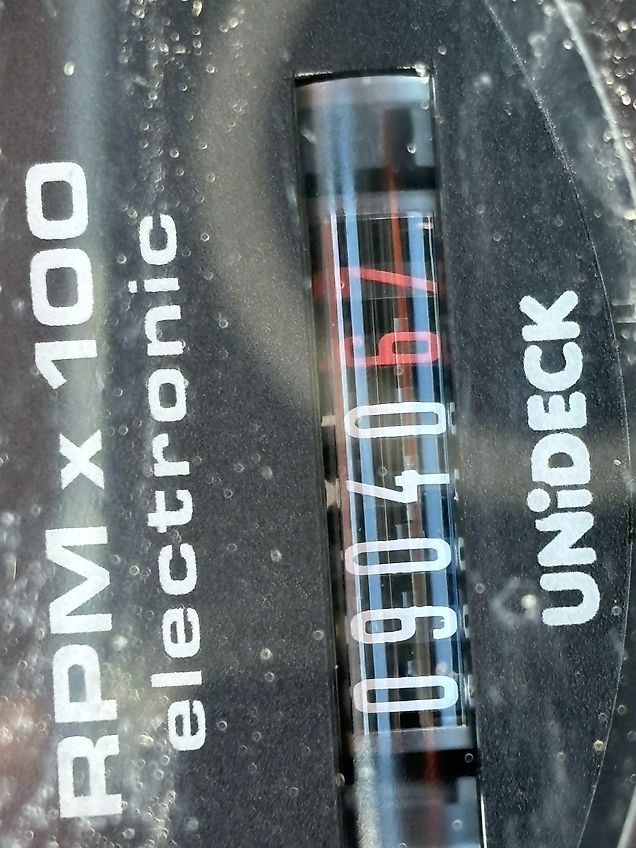 RPM x 100
electronic
0904067
UNiDECK